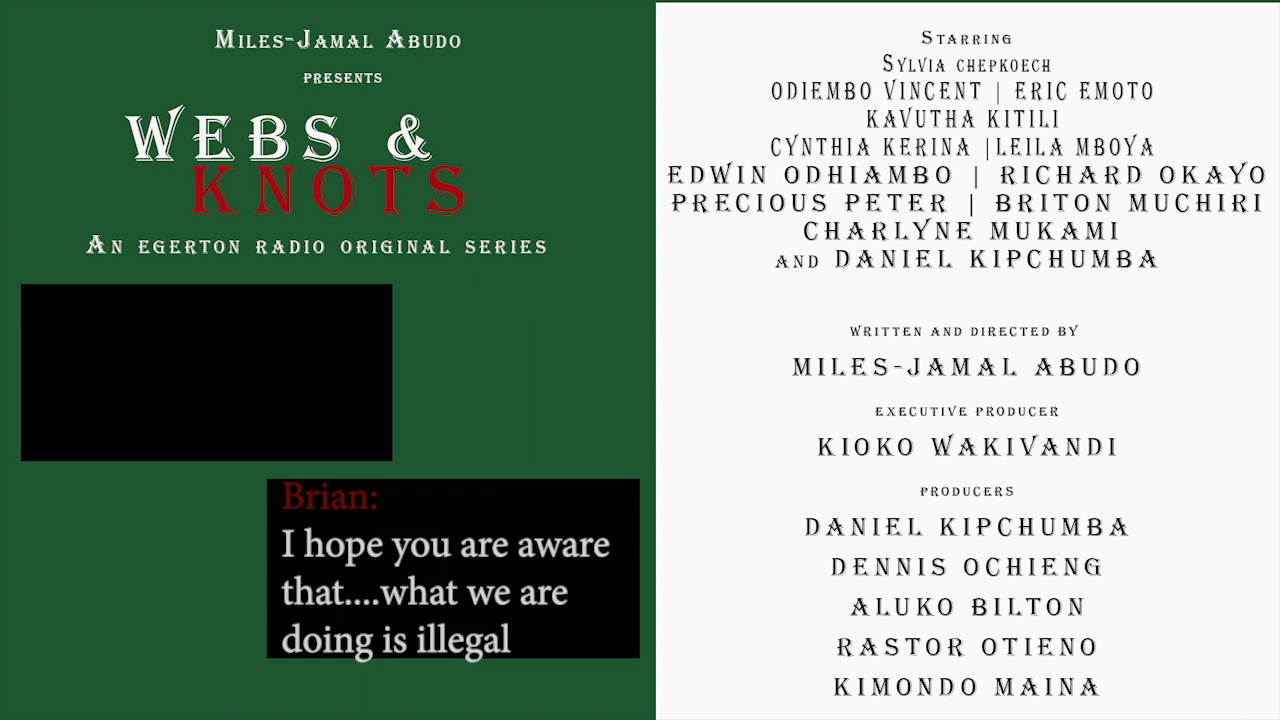 Miles-Jamal Abudo
PRESENTS
WEBS &
KNOTS
An egerton radio original series
Brian:
I hope you are aware
that....what we are
doing is illegal
Starring
Sylvia chepkoech
ODIEMBO VINCENT | ERIC EMOTO
KAVUTHA KITILI
CYNTHIA KERINA |LEILA MBOYA
EDWIN ODHIAMBO | RICHARD OKAYO
PRECIOUS PETER | BRITON MUCHIRI
CHARLYNE MUKAMI
AND DANIEL KIPCHUMBA
WRITTEN AND DIRECTED BY
MILES-JAMAL ABUDO
EXECUTIVE PRODUCER
KIOKO WAKIVANDI
PRODUCERS
DANIEL KIPCHUMBA
DENNIS OCHIENG
ALUKO BILTON
RASTOR OTIENO
KIMONDO MAINA